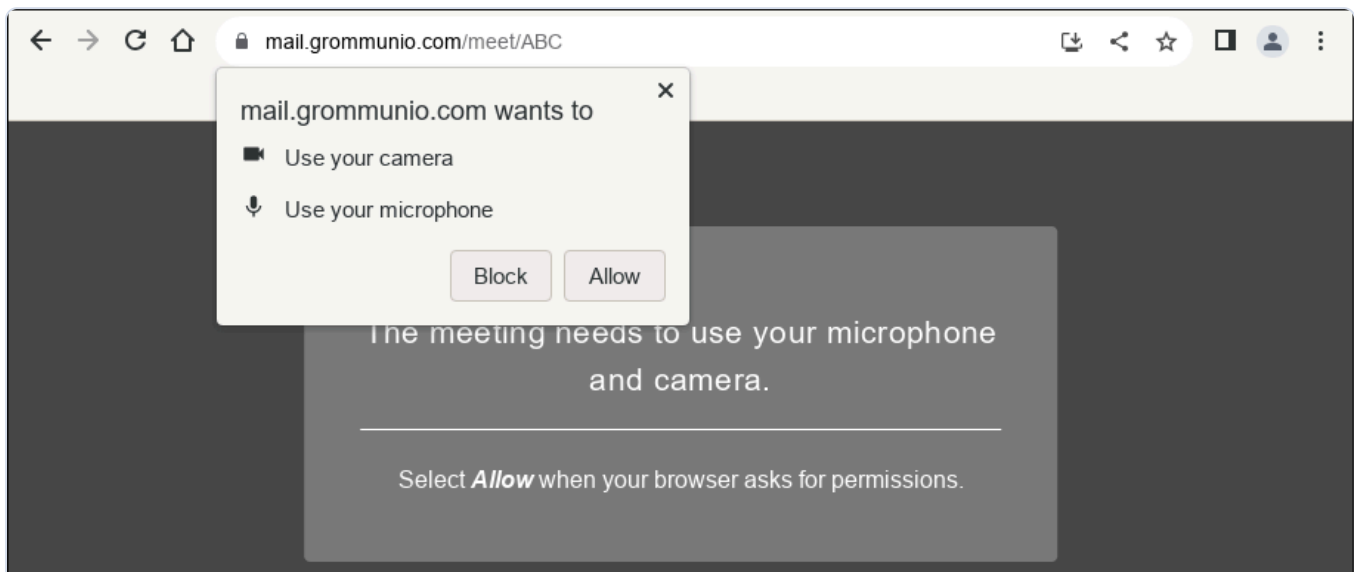 mail.grommunio.com/meet/ABC
mail.grommunio.com wants to
Use your camera
Use your microphone
Block Allow
The meeting needs to use your microphone
and camera.
Select Allow when your browser asks for permissions.